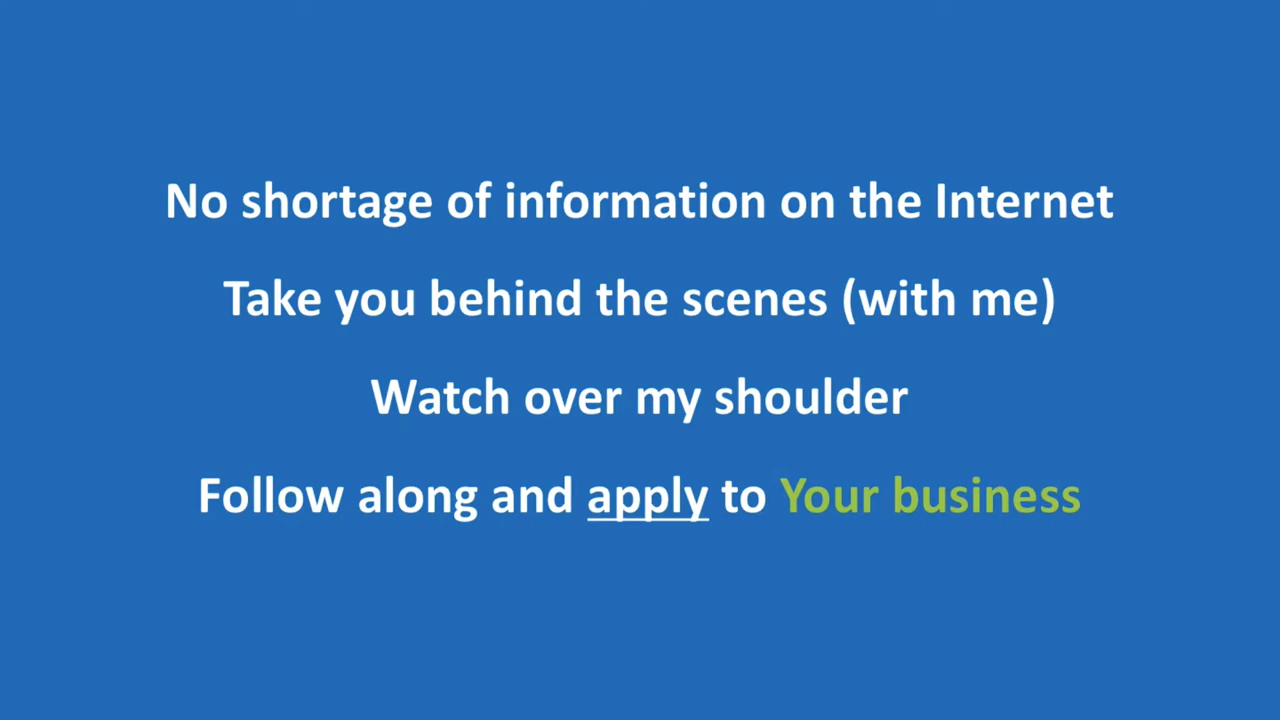 No shortage of information on the Internet
Take you behind the scenes (with me)
Watch over my shoulder
Follow along and apply to Your business